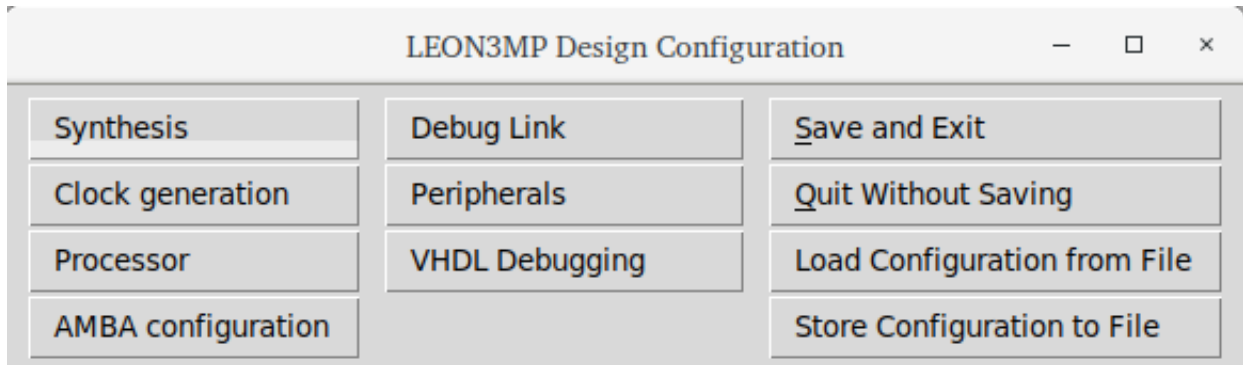 LEON3MP Design Configuration
Synthesis
Clock generation
Processor
AMBA configuration
Debug Link
Peripherals
VHDL Debugging
Save and Exit
Quit Without Saving
Load Configuration from File
Store Configuration to File